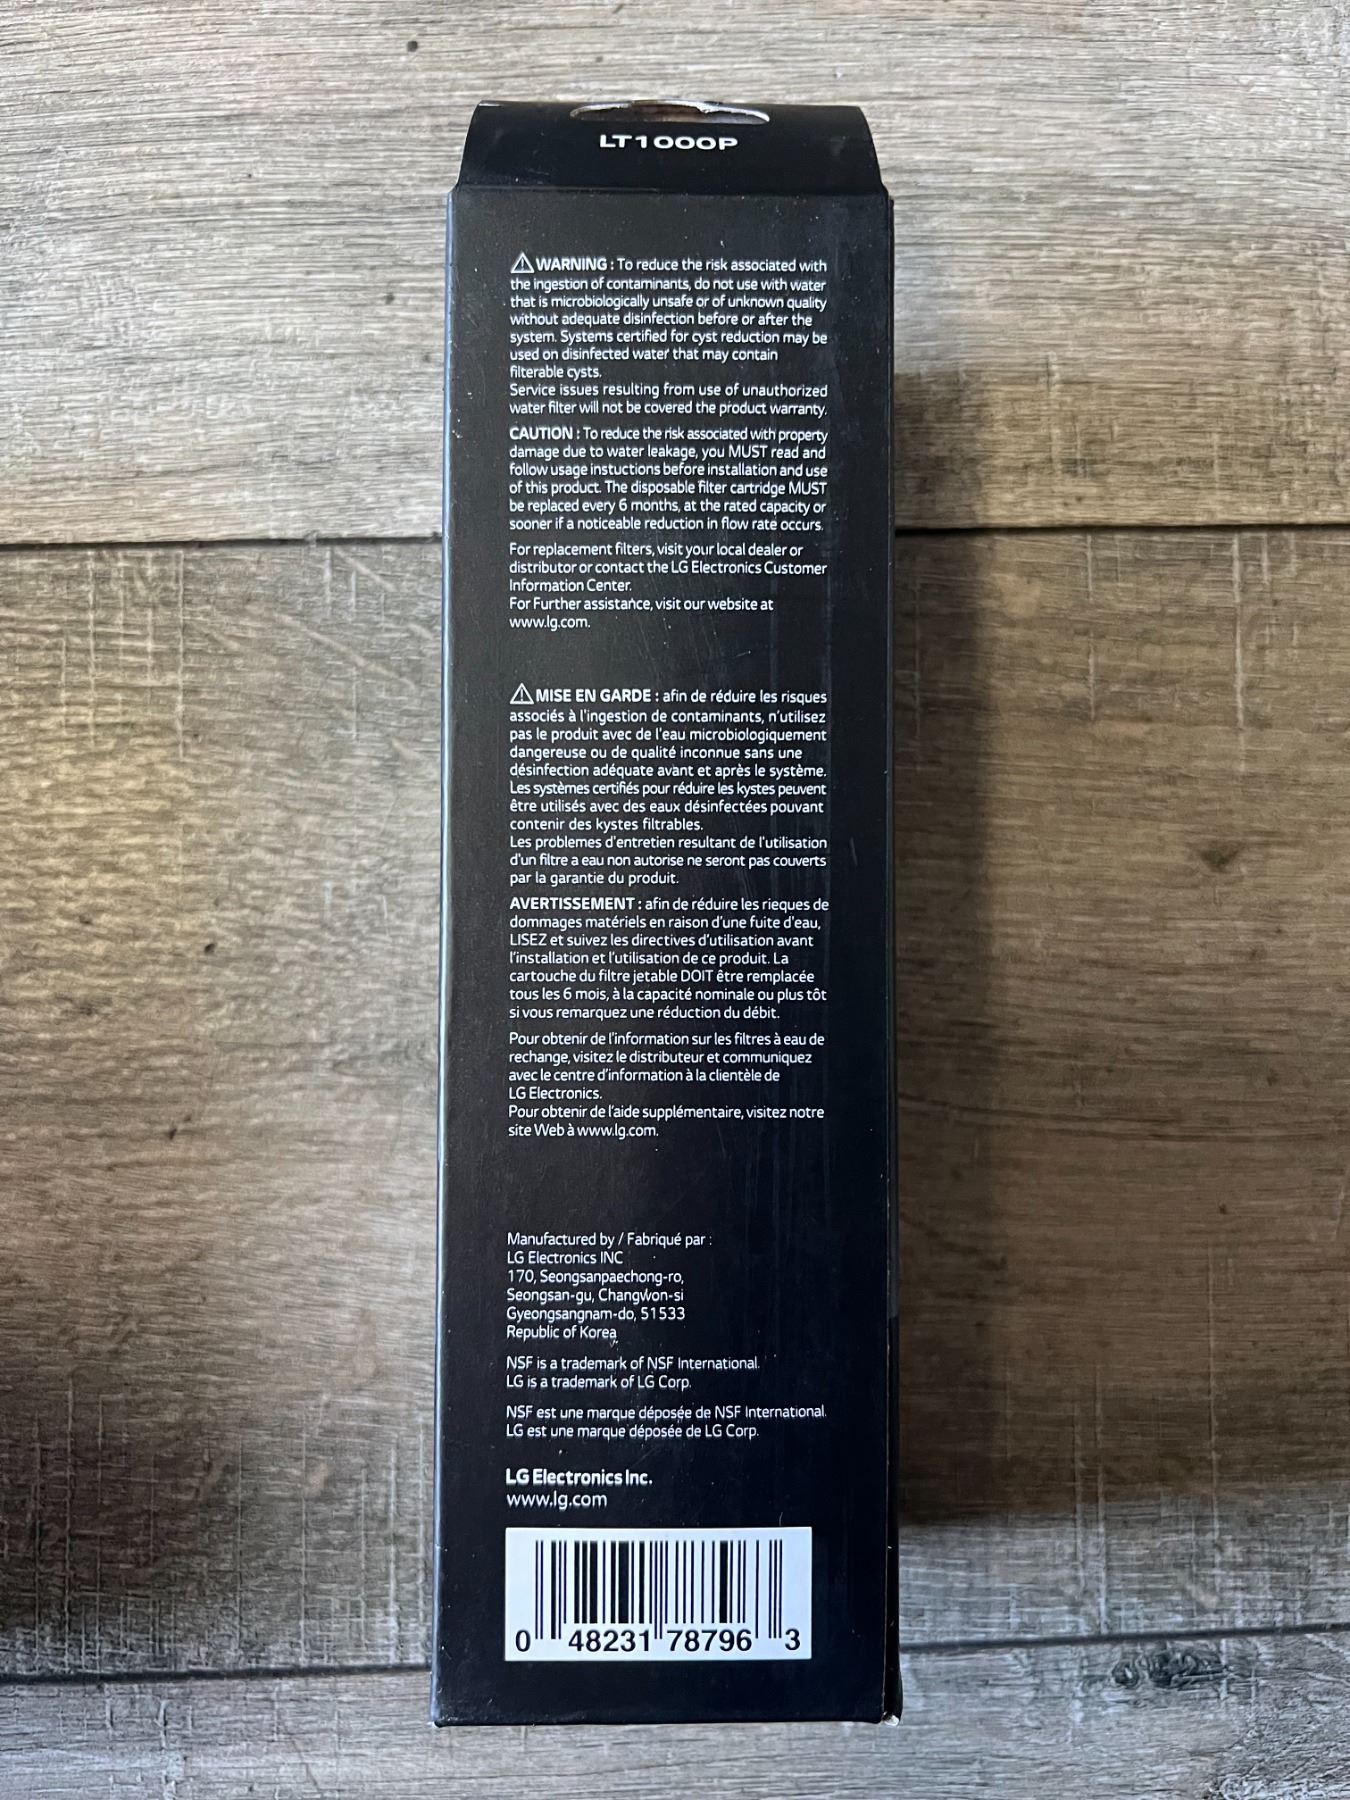 LT1000P
⚠ WARNING : To reduce the risk associated with
the ingestion of contaminants, do not use with water
that is microbiologically unsafe or of unknown quality
without adequate disinfection before or after the
system. Systems certified for cyst reduction may be
used on disinfected water that may contain
filterable cysts.
Service issues resulting from use of unauthorized
water filter will not be covered the product warranty.
CAUTION : To reduce the risk associated with property
damage due to water leakage, you MUST read and
follow usage instuctions before installation and use
of this product. The disposable filter cartridge MUST
be replaced every 6 months, at the rated capacity or
sooner if a noticeable reduction in flow rate occurs.
For replacement filters, visit your local dealer or
distributor or contact the LG Electronics Customer
Information Center.
For Further assistance, visit our website at
www.lg.com.
⚠ MISE EN GARDE : afin de réduire les risques
associés à l'ingestion de contaminants, n'utilisez
pas le produit avec de l'eau microbiologiquement
dangereuse ou de qualité inconnue sans une
désinfection adéquate avant et après le système.
Les systèmes certifiés pour réduire les kystes peuvent
être utilisés avec des eaux désinfectées pouvant
contenir des kystes filtrables.
Les problemes d'entretien resultant de l'utilisation
d'un filtre a eau non autorise ne seront pas couverts
par la garantie du produit.
AVERTISSEMENT : afin de réduire les rieques de
dommages matériels en raison d'une fuite d'eau,
LISEZ et suivez les directives d'utilisation avant
l'installation et l'utilisation de ce produit. La
cartouche du filtre jetable DOIT être remplacée
tous les 6 mois, à la capacité nominale ou plus tôt
si vous remarquez une réduction du débit.
Pour obtenir de l'information sur les filtres à eau de
rechange, visitez le distributeur et communiquez
avec le centre d'information à la clientèle de
LG Electronics.
Pour obtenir de l'aide supplémentaire, visitez notre
site Web à www.lg.com.
Manufactured by / Fabriqué par :
LG Electronics INC
170, Seongsanpaechong-ro,
Seongsan-gu, Changwon-si
Gyeongsangnam-do, 51533
Republic of Korea
NSF is a trademark of NSF International.
LG is a trademark of LG Corp.
NSF est une marque déposée de NSF International.
LG est une marque déposée de LG Corp.
LG Electronics Inc.
www.lg.com
0 48231 78796 3